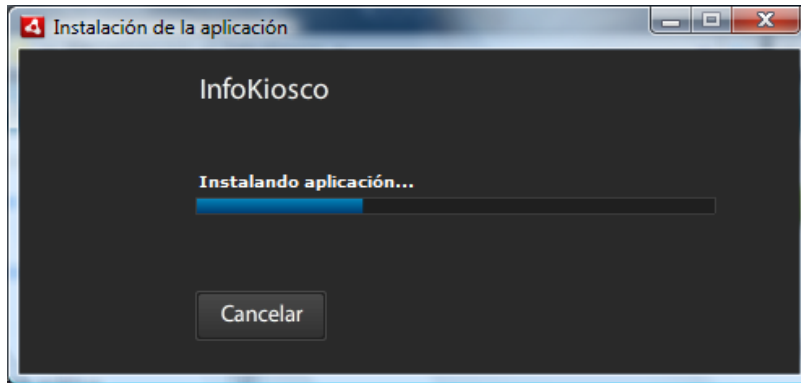 Instalación de la aplicación
InfoKiosco
Instalando aplicación...
Cancelar